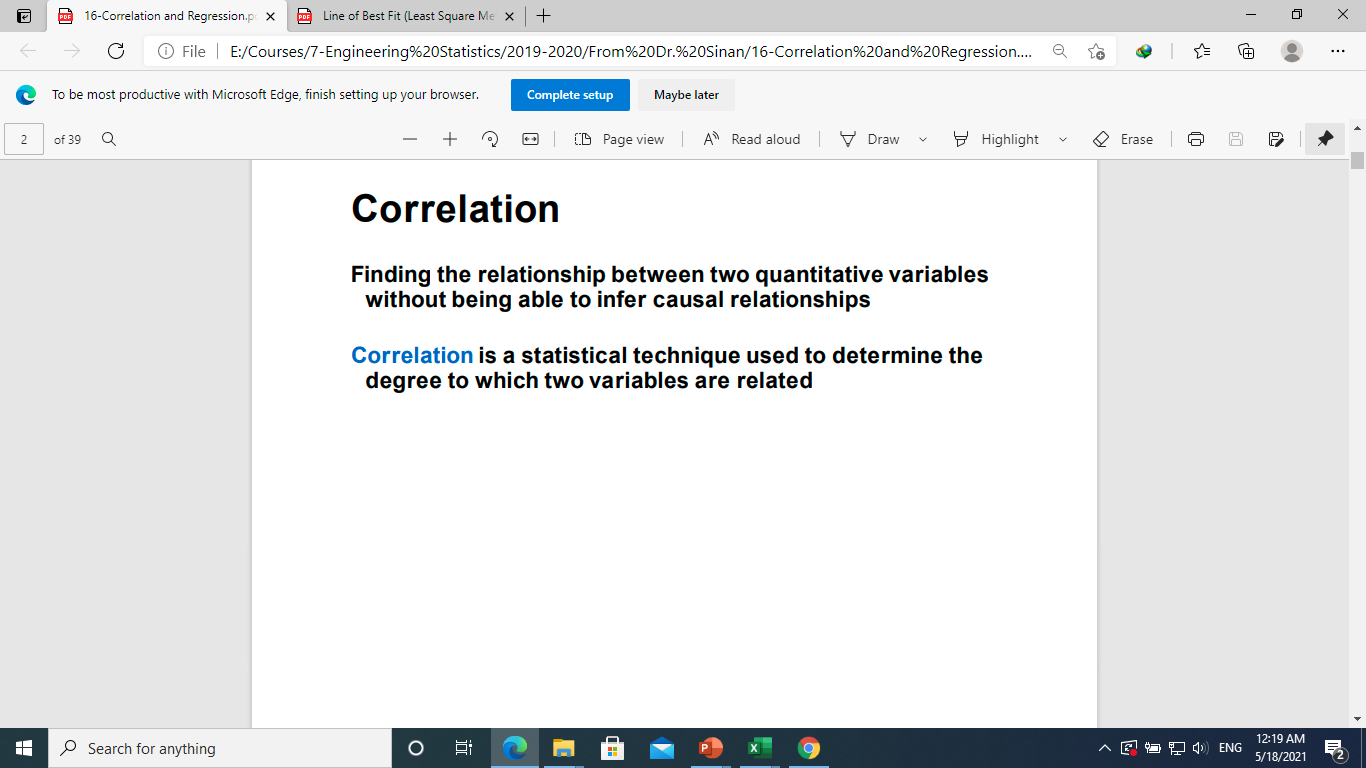 16-Correlation and Regression.p
Line of Best Fit (Least Square Me
File
E:/Courses/7-Engineering%20Statistics/2019-2020/From%20Dr.%20Sinan/16-Correlation%20and%20Regression....
To be most productive with Microsoft Edge, finish setting up your browser.
Complete setup
Maybe later
2 of 39
Page view
Read aloud
Draw
Highlight
Erase
Correlation
Finding the relationship between two quantitative variables
without being able to infer causal relationships
Correlation is a statistical technique used to determine the
degree to which two variables are related
Search for anything
ENG
12:19 AM
5/18/2021
2